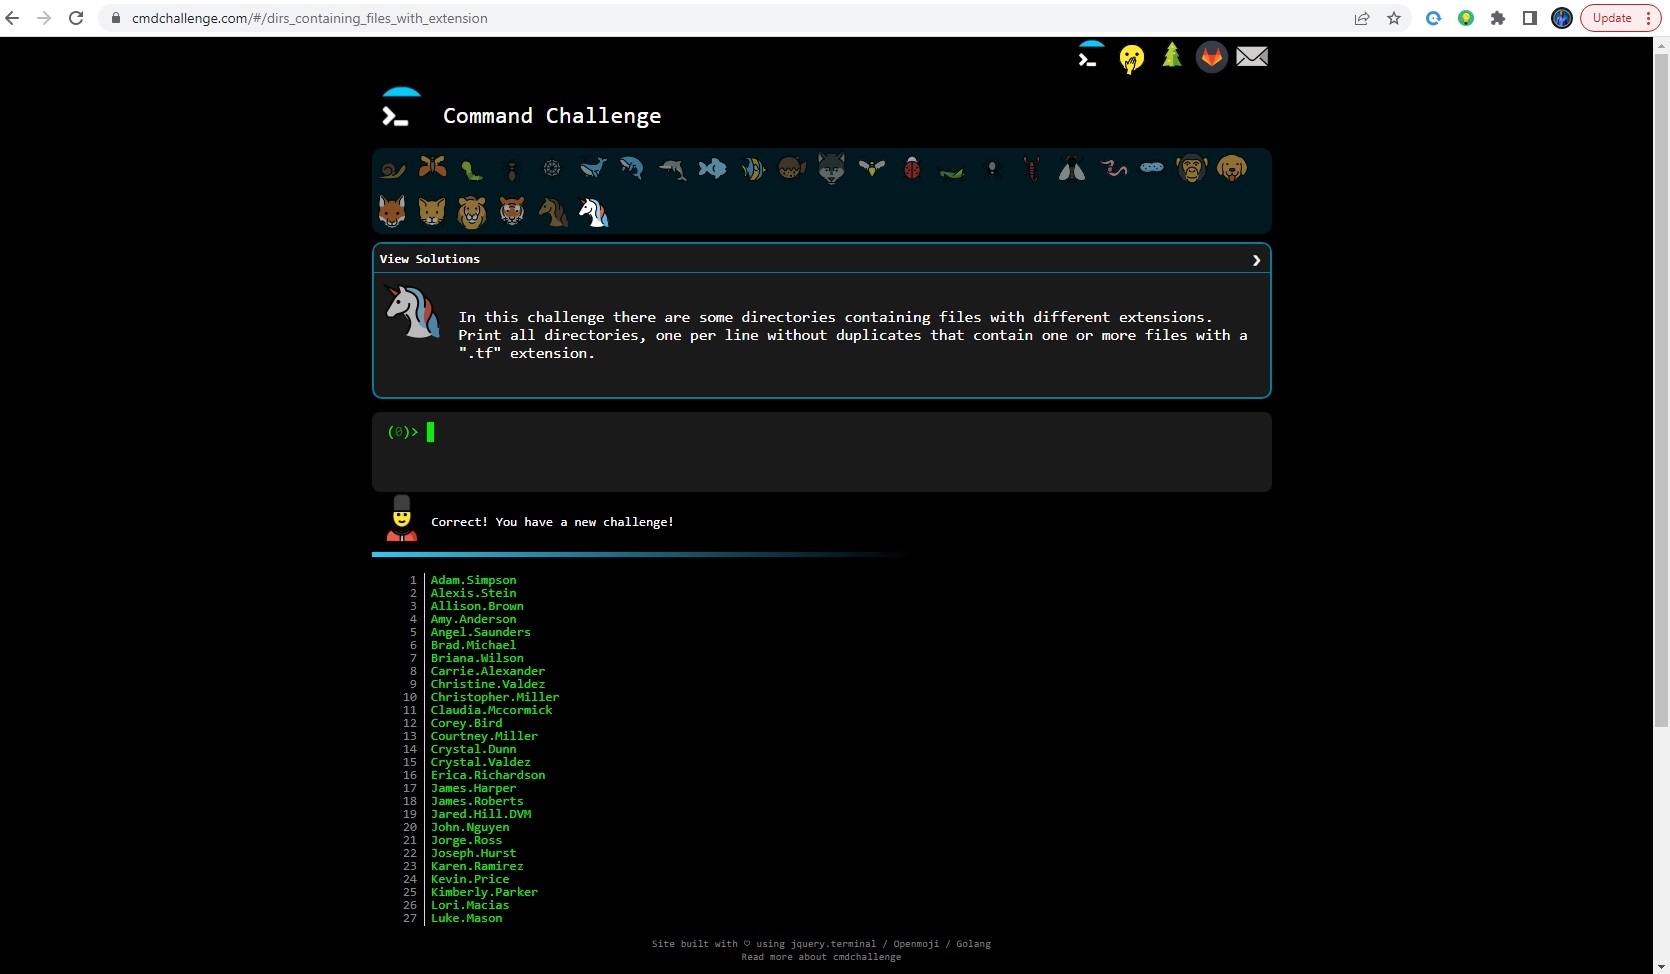 cmdchallenge.com/#/dirs_containing_files_with_extension
Update
Command Challenge
View Solutions
In this challenge there are some directories containing files with different extensions.
Print all directories, one per line without duplicates that contain one or more files with a
".tf" extension.
(0)>
Correct! You have a new challenge!
1 Adam.Simpson
2 Alexis.Stein
3 Allison.Brown
4 Amy.Anderson
5 Angel.Saunders
6 Brad.Michael
7 Briana.Wilson
8 Carrie.Alexander
9 Christine.Valdez
10 Christopher.Miller
11 Claudia.Mccormick
12 Corey.Bird
13 Courtney.Miller
14 Crystal.Dunn
15 Crystal.Valdez
16 Erica.Richardson
17 James.Harper
18 James.Roberts
19 Jared.Hill.DVM
20 John.Nguyen
21 Jorge.Ross
22 Joseph.Hurst
23 Karen.Ramirez
24 Kevin.Price
25 Kimberly.Parker
26 Lori.Macias
27 Luke.Mason
Site built with ♡ using jquery.terminal / Openmoji / Golang
Read more about cmdchallenge